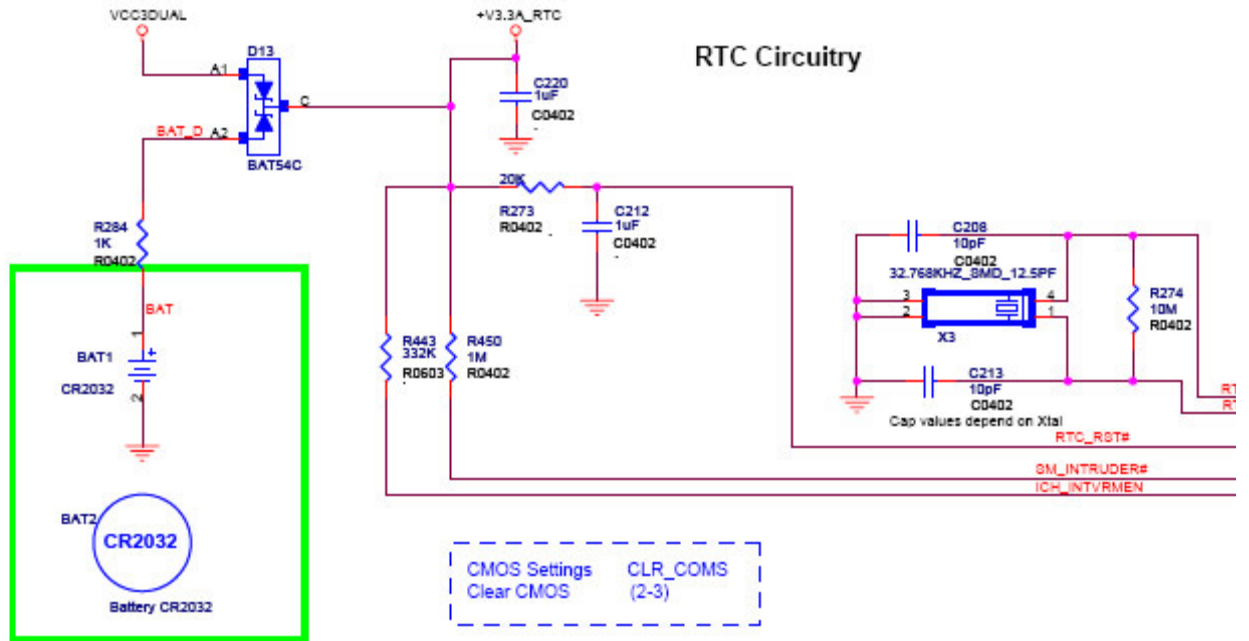 VCC3DUAL
+V3.3A_RTC
RTC Circuitry
D13
A1
C
BAT_D
A2
BAT54C
C220
1uF
C0402
R284
1K
R0402
20K
R273
R0402
C212
1uF
C0402
C208
10pF
C0402
32.768KHZ_SMD_12.5PF
3
4
2
1
X3
R274
10M
R0402
C213
10pF
C0402
Cap values depend on Xtal
BAT
1
+
BAT1
CR2032
2
R443
332K
R0603
R450
1M
R0402
RT
RT
RTC_RST#
SM_INTRUDER#
ICH_INTVRMEN
BAT2
CR2032
Battery CR2032
CMOS Settings CLR_COMS
Clear CMOS (2-3)